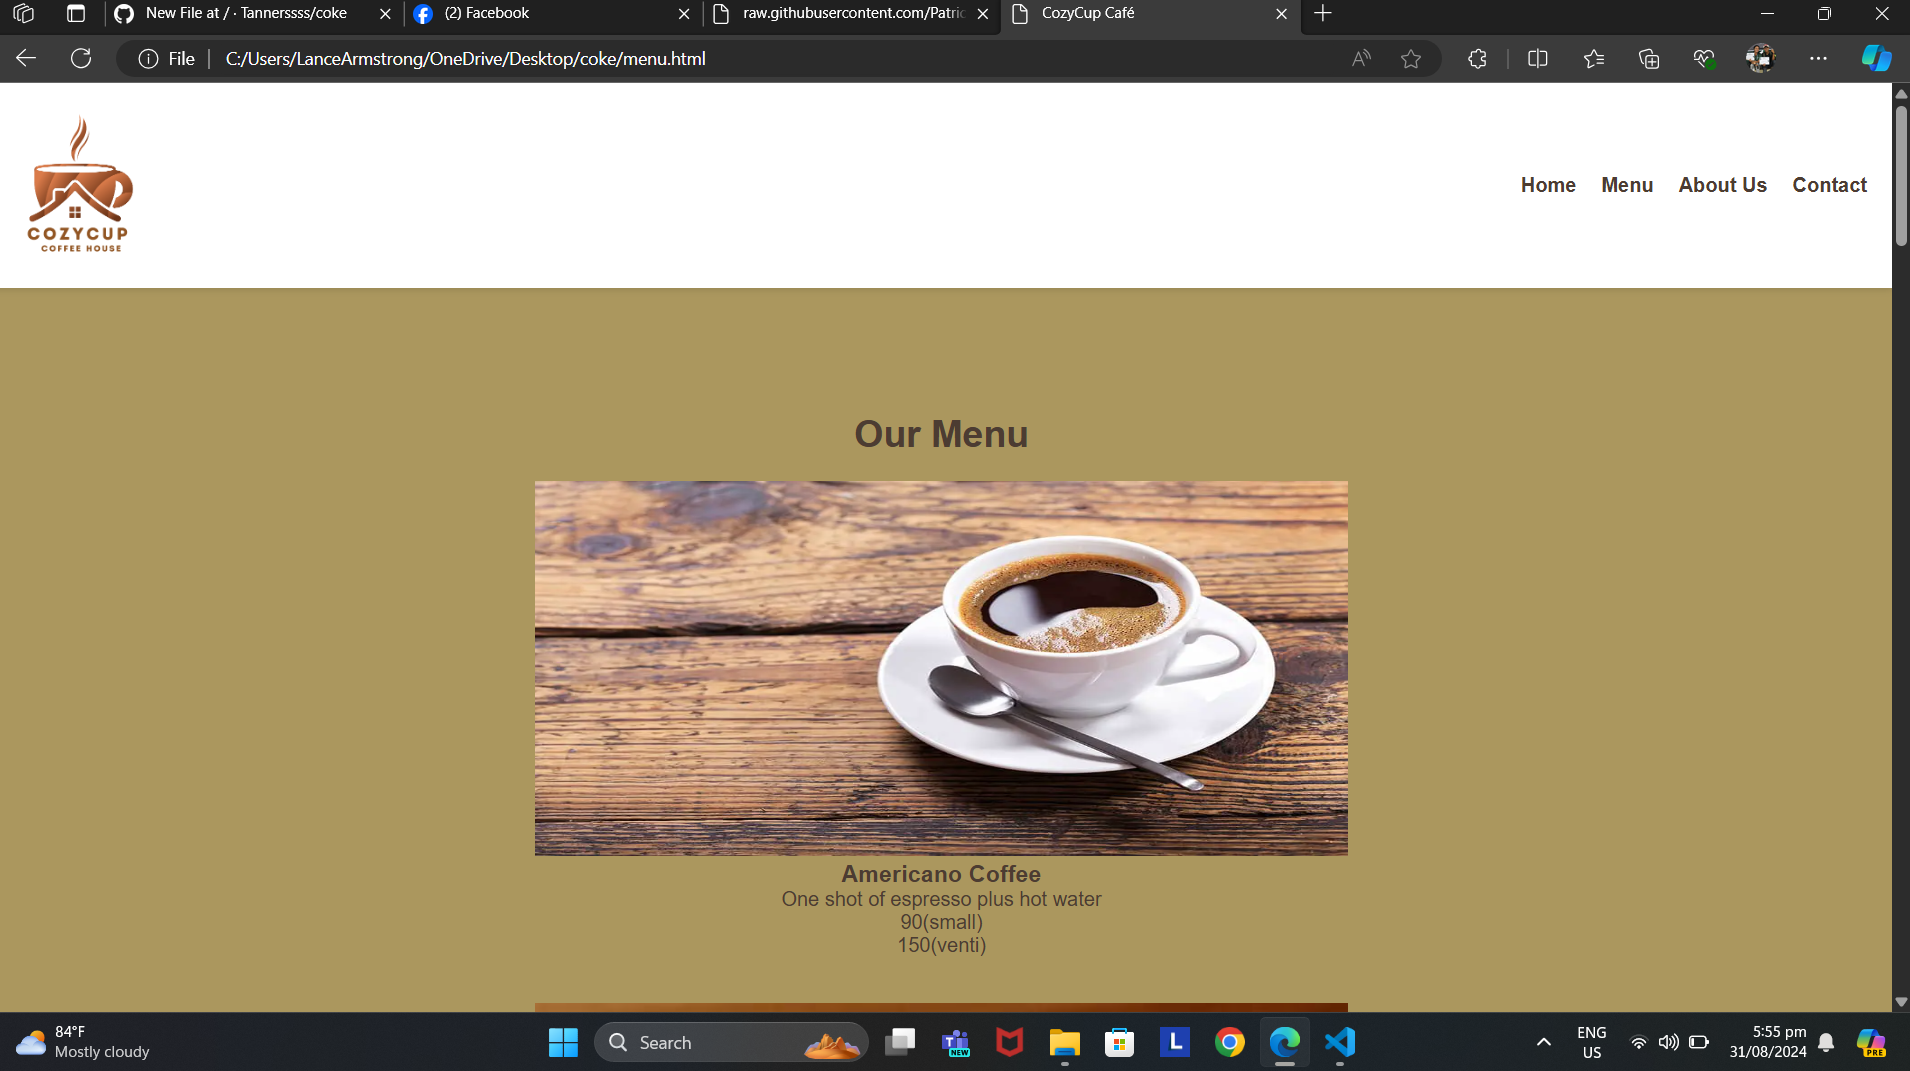 New File at / · Tannerssss/coke
(2) Facebook
raw.githubusercontent.com/Patric
CozyCup Café
File
C:/Users/LanceArmstrong/OneDrive/Desktop/coke/menu.html
COZYCUP
COFFEE HOUSE
Home
Menu
About Us
Contact
Our Menu
Americano Coffee
One shot of espresso plus hot water
90(small)
150(venti)
84°F
Mostly cloudy
Search
NEW
L
ENG
US
5:55 pm
31/08/2024
PRE